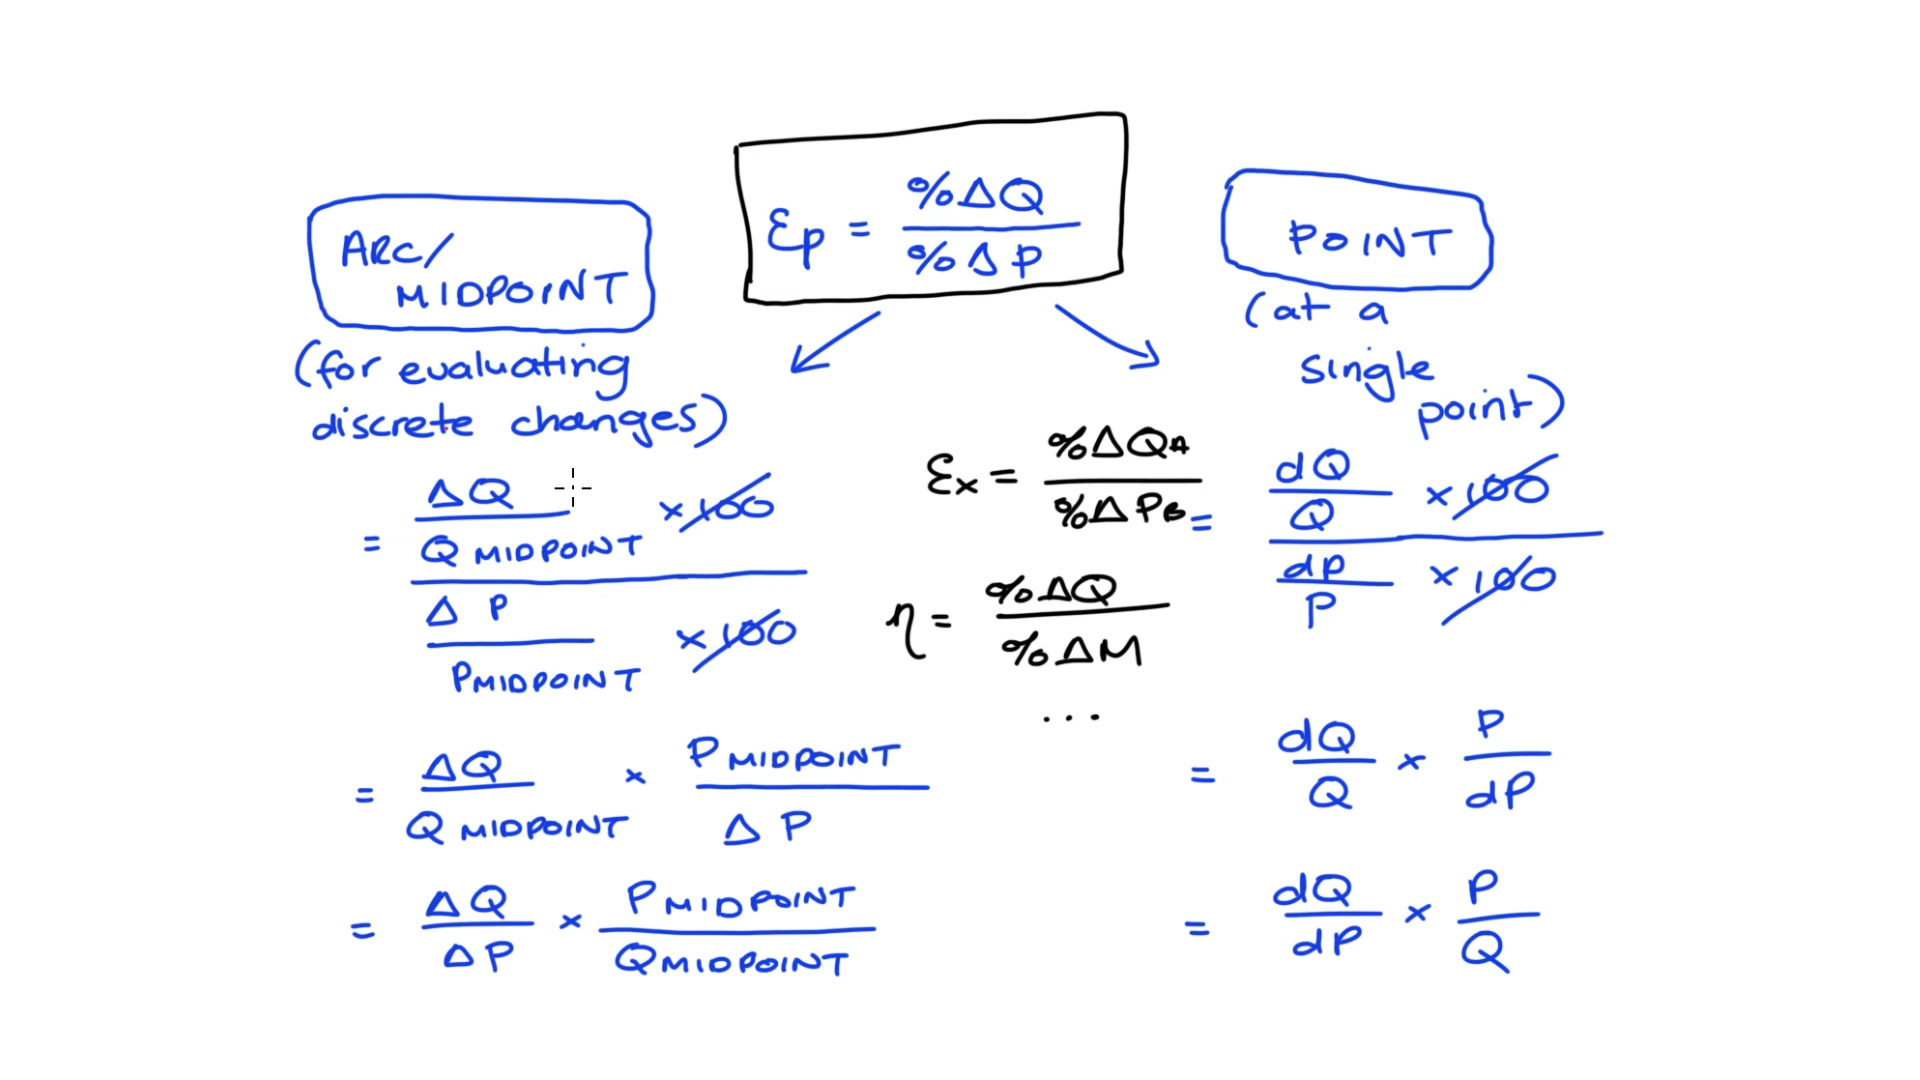 εp = %ΔQ / %ΔP
ARC/
MIDPOINT
(for evaluating
discrete changes)
= ΔQ / Q MIDPOINT × 100
ΔP / P MIDPOINT × 100
= ΔQ / Q MIDPOINT × P MIDPOINT / ΔP
= ΔQ / ΔP × P MIDPOINT / Q MIDPOINT
εx = %ΔQA / %ΔPB
η = %ΔQ / %ΔM
...
POINT
(at a
single
point)
= dQ / Q × 100
dP / P × 100
= dQ / Q × P / dP
= dQ / dP × P / Q